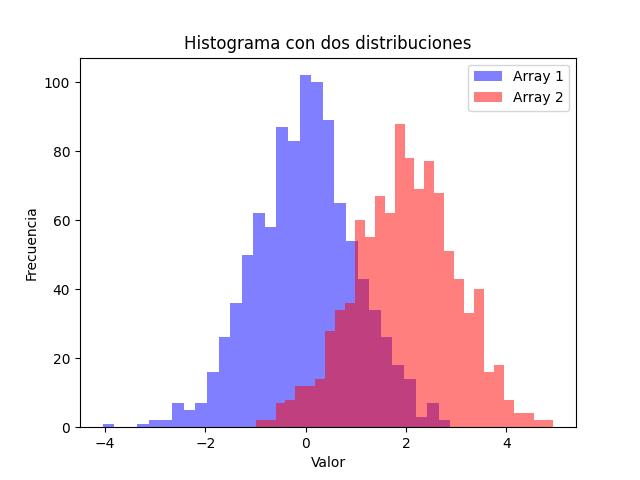 Histograma con dos distribuciones
Array 1
Array 2
100
80
60
40
20
0
Frecuencia
−4
−2
0
2
4
Valor